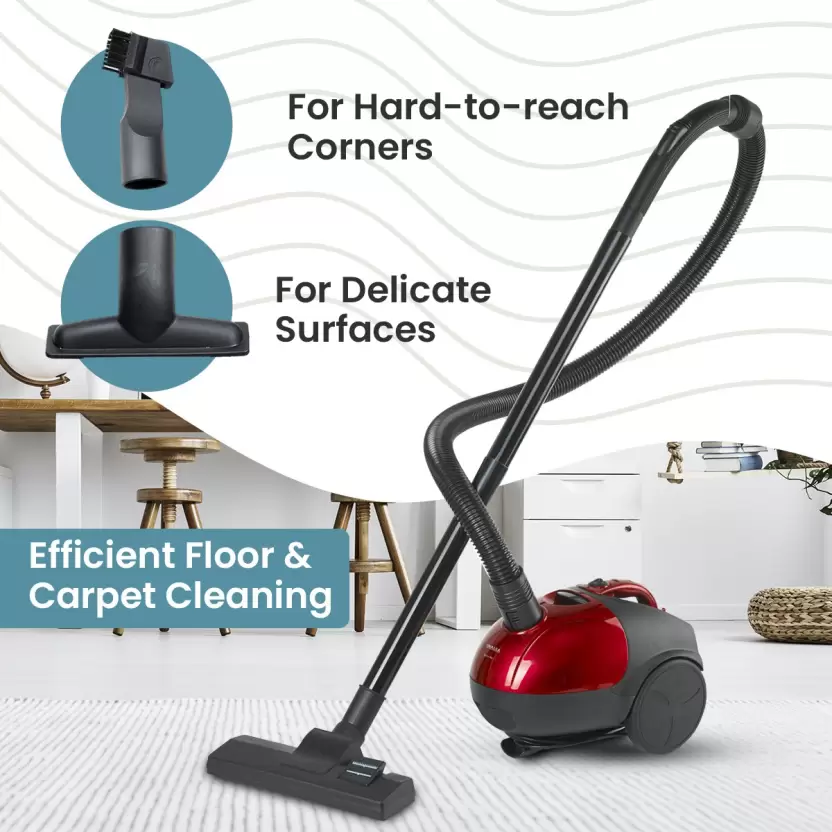 For Hard-to-reach
Corners
For Delicate
Surfaces
Efficient Floor &
Carpet Cleaning